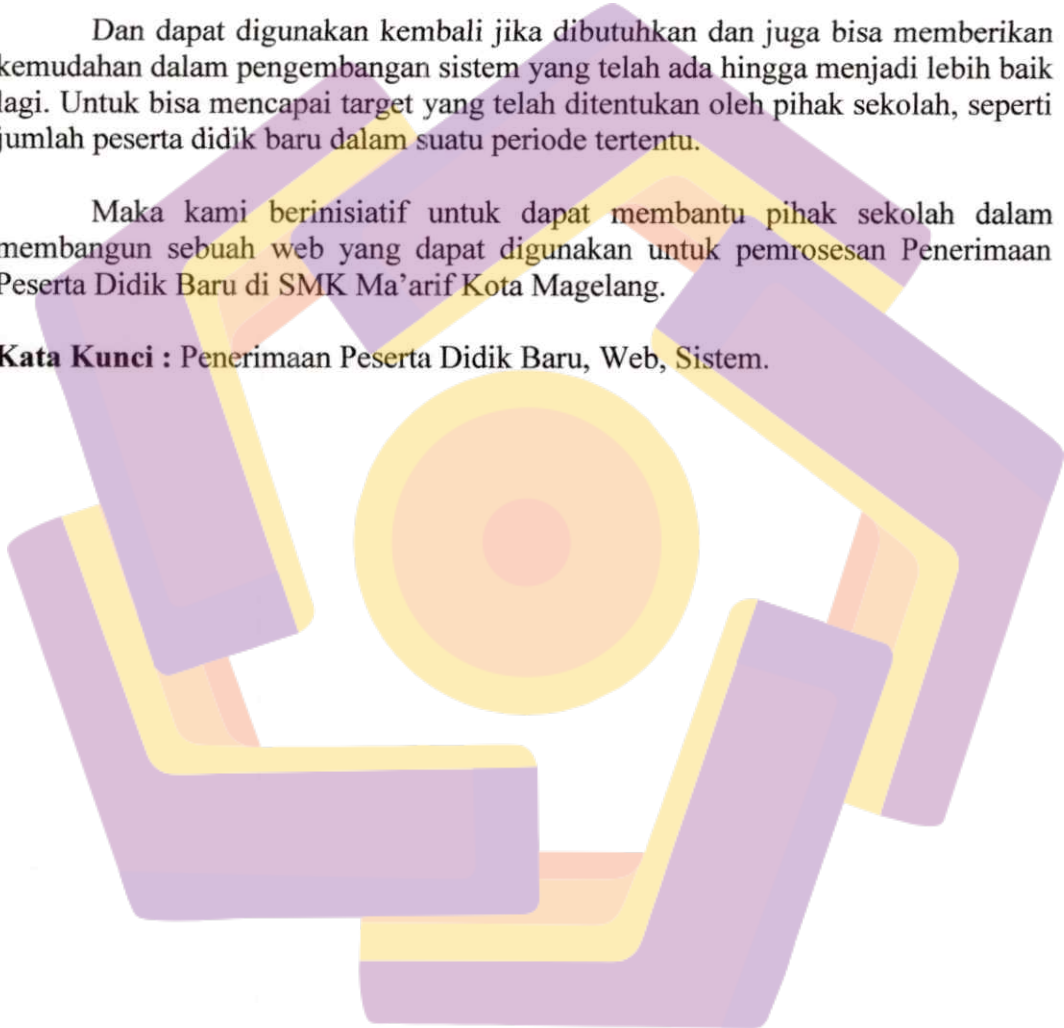 Dan dapat digunakan kembali jika dibutuhkan dan juga bisa memberikan
kemudahan dalam pengembangan sistem yang telah ada hingga menjadi lebih baik
lagi. Untuk bisa mencapai target yang telah ditentukan oleh pihak sekolah, seperti
jumlah peserta didik baru dalam suatu periode tertentu.
Maka kami berinisiatif untuk dapat membantu pihak sekolah dalam
membangun sebuah web yang dapat digunakan untuk pemrosesan Penerimaan
Peserta Didik Baru di SMK Ma'arif Kota Magelang.
Kata Kunci : Penerimaan Peserta Didik Baru, Web, Sistem.